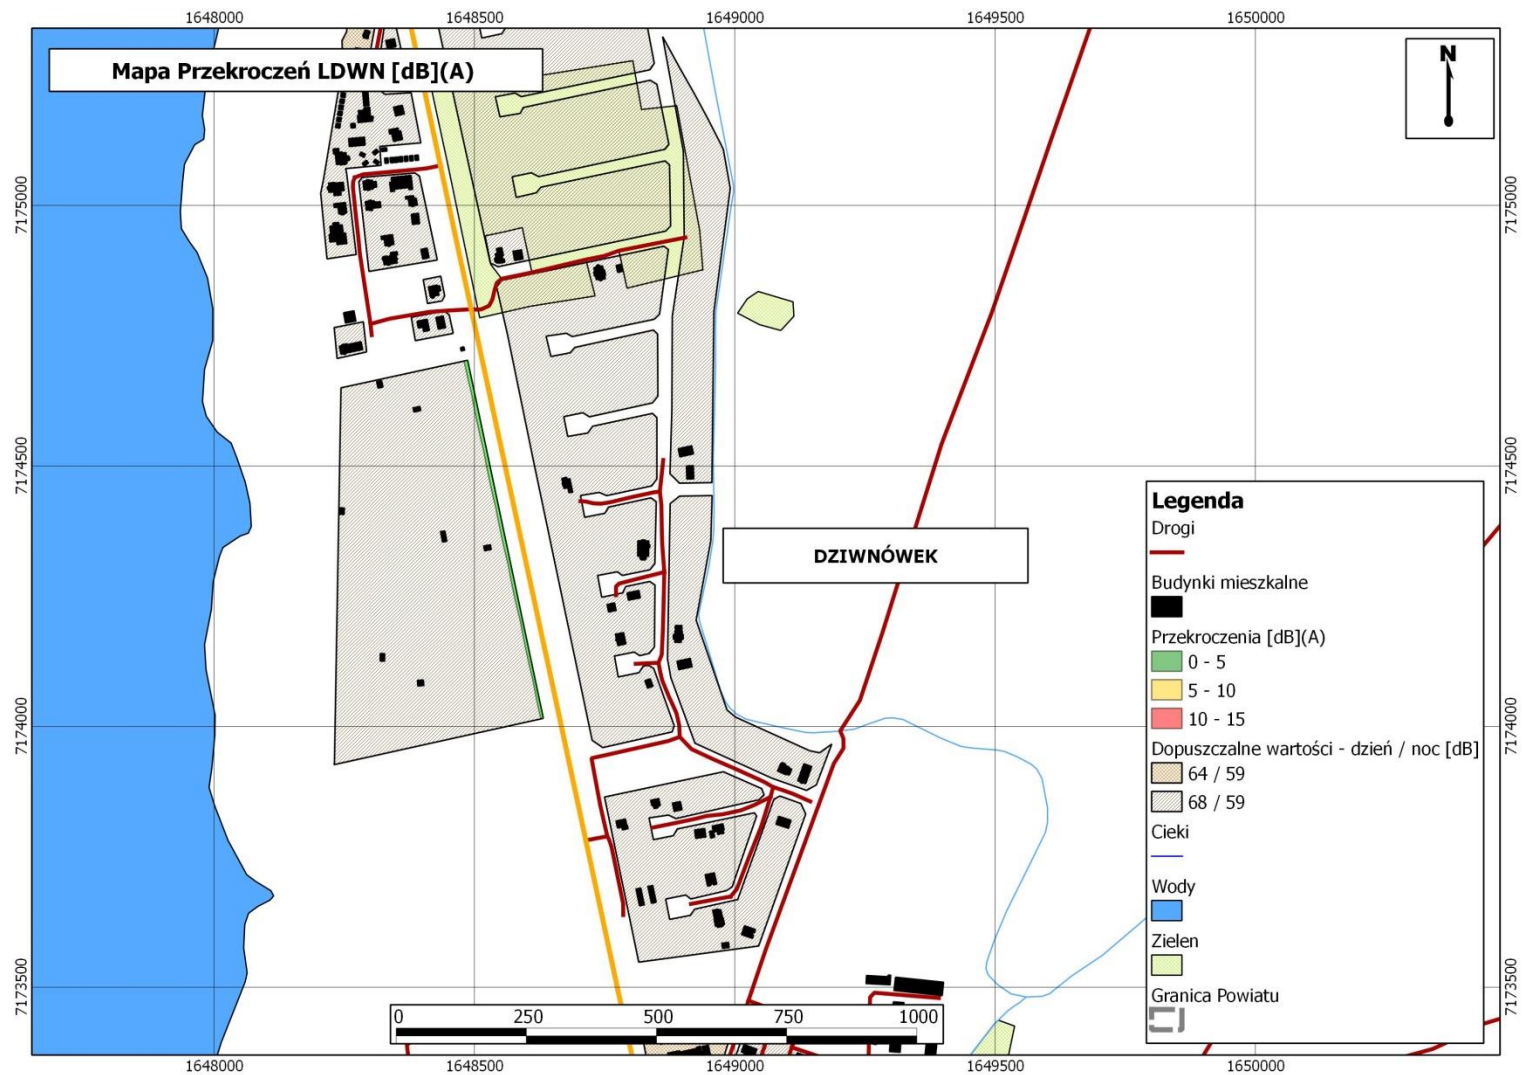 1648000 1648500 1649000 1649500 1650000
Mapa Przekroczeń LDWN [dB](A)
N
7175000 7175000
7174500 7174500
DZIWNÓWEK
7174000 7174000
7173500 7173500
Legenda
Drogi
Budynki mieszkalne
Przekroczenia [dB](A)
0 - 5
5 - 10
10 - 15
Dopuszczalne wartości - dzień / noc [dB]
64 / 59
68 / 59
Cieki
Wody
Zielen
Granica Powiatu
0 250 500 750 1000
1648000 1648500 1649000 1649500 1650000